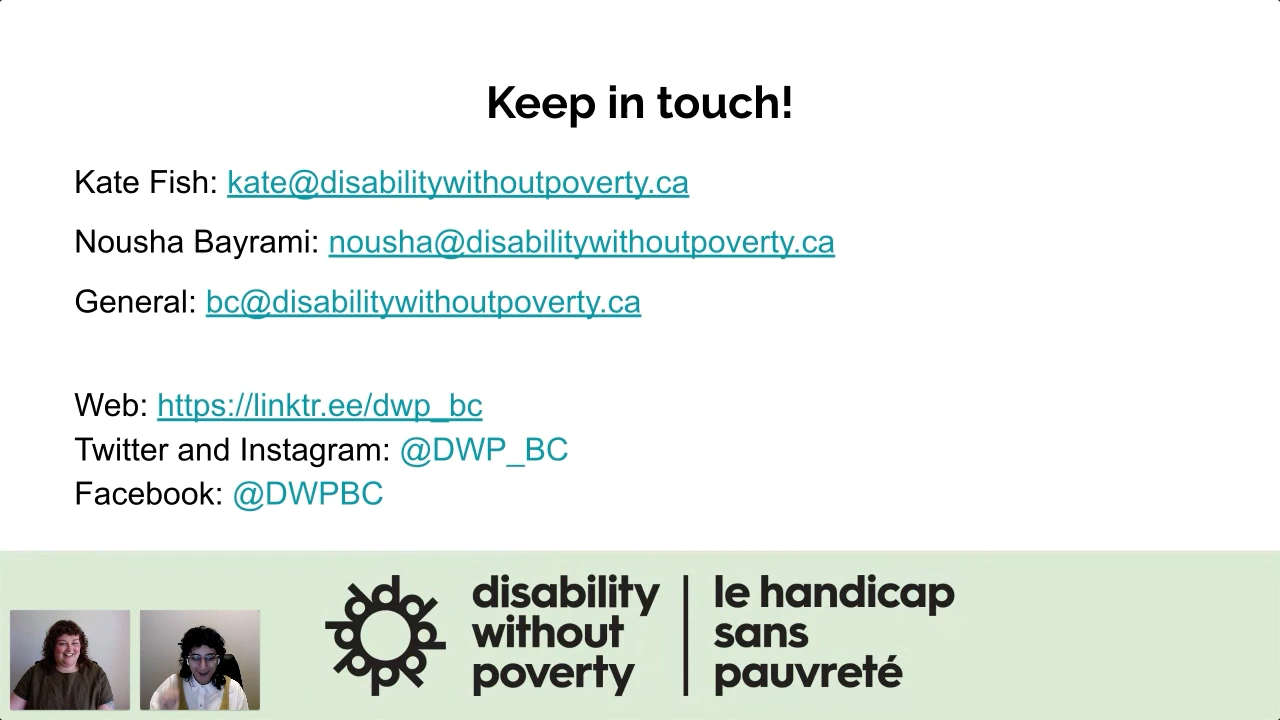 Keep in touch!
Kate Fish: kate@disabilitywithoutpoverty.ca
Nousha Bayrami: nousha@disabilitywithoutpoverty.ca
General: bc@disabilitywithoutpoverty.ca
Web: https://linktr.ee/dwp_bc
Twitter and Instagram: @DWP_BC
Facebook: @DWPBC
disability
without
poverty
le handicap
sans
pauvreté